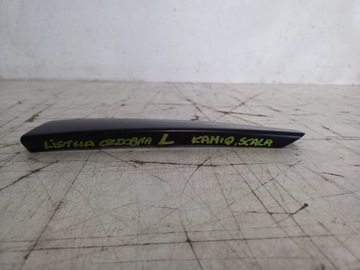 LISTWA OZDOBNA L KAMIQ, SCALA